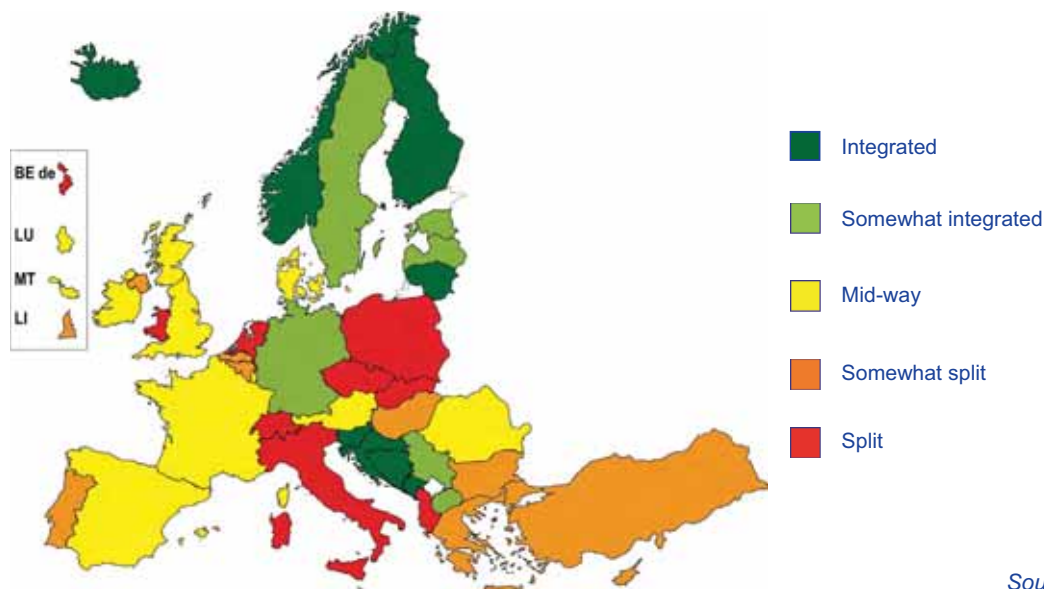 BE de
LU
MT
LI
Integrated
Somewhat integrated
Mid-way
Somewhat split
Split
Sou